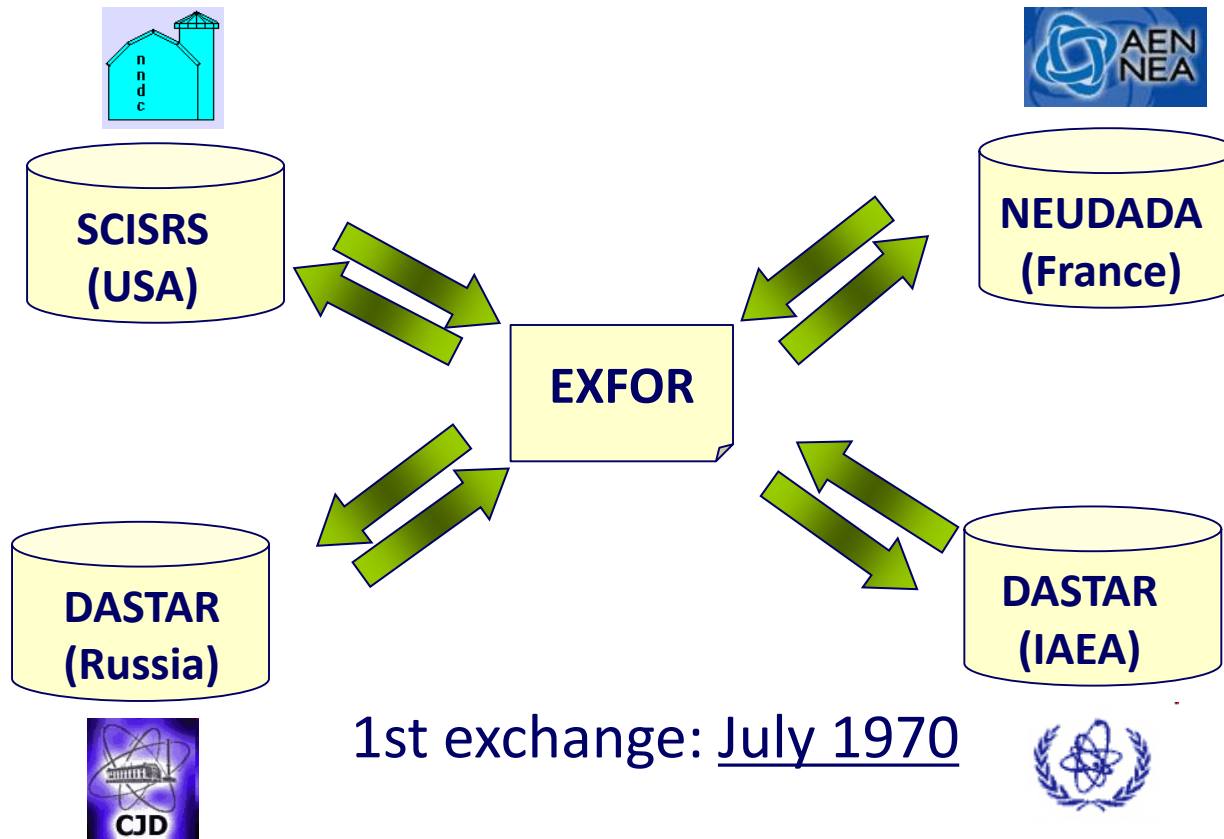 n
n
d
c
AEN
NEA
SCISRS
(USA)
NEUDADA
(France)
EXFOR
DASTAR
(Russia)
DASTAR
(IAEA)
1st exchange: July 1970
CJD